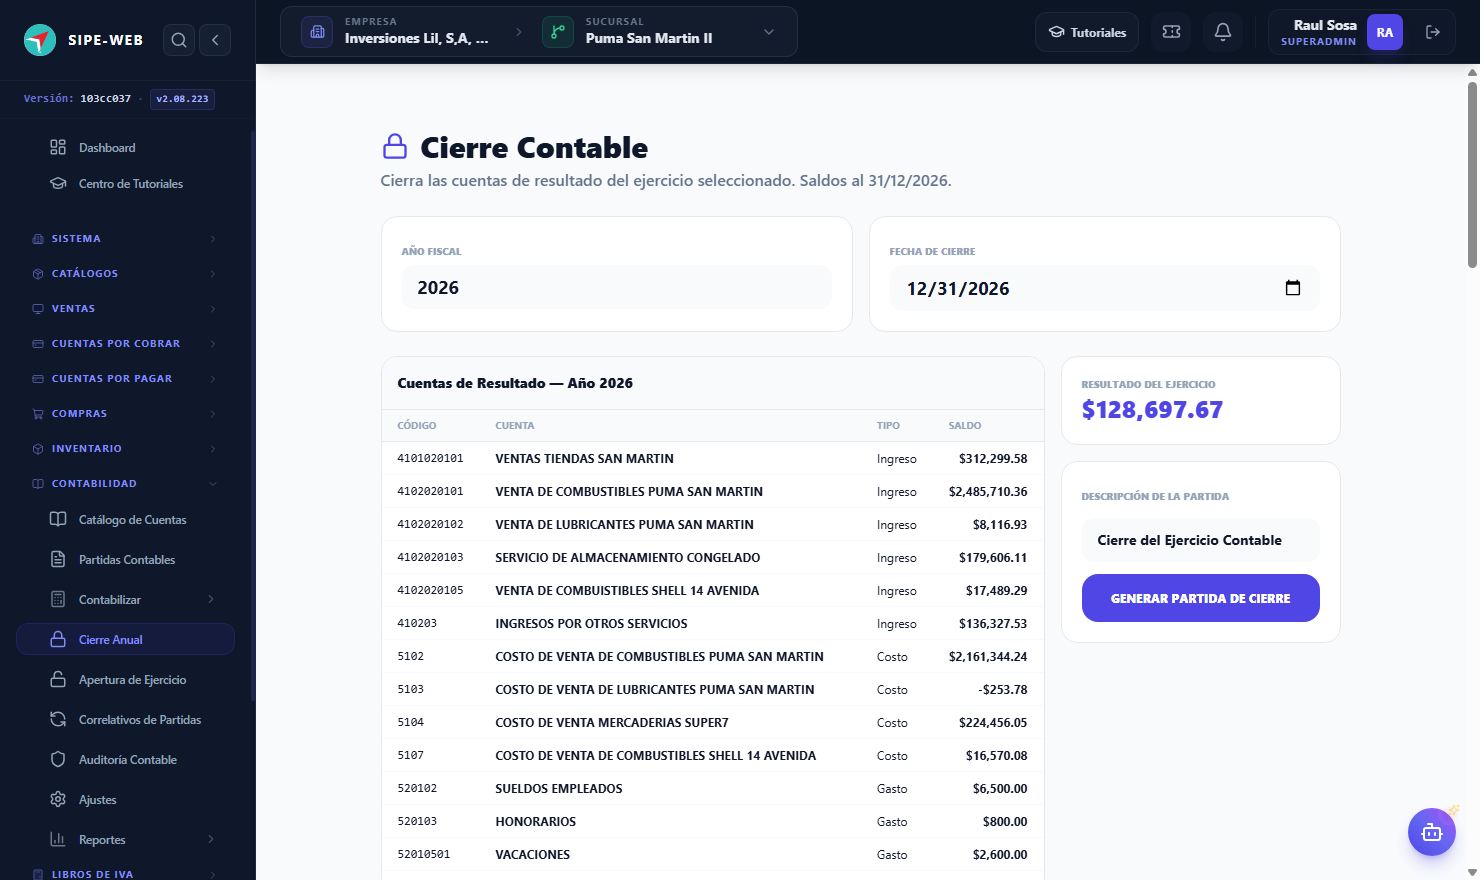 SIPE-WEB
EMPRESA
Inversiones Lil, S,A, ...
SUCURSAL
Puma San Martin II
Tutoriales
Raul Sosa
SUPERADMIN
RA
Versión: 103cc037 · v2.08.223
Dashboard
Centro de Tutoriales
SISTEMA
CATÁLOGOS
VENTAS
CUENTAS POR COBRAR
CUENTAS POR PAGAR
COMPRAS
INVENTARIO
CONTABILIDAD
Catálogo de Cuentas
Partidas Contables
Contabilizar
Cierre Anual
Apertura de Ejercicio
Correlativos de Partidas
Auditoría Contable
Ajustes
Reportes
LIBROS DE IVA
Cierre Contable
Cierra las cuentas de resultado del ejercicio seleccionado. Saldos al 31/12/2026.
AÑO FISCAL
2026
FECHA DE CIERRE
12/31/2026
Cuentas de Resultado — Año 2026
CÓDIGO CUENTA TIPO SALDO
4101020101 VENTAS TIENDAS SAN MARTIN Ingreso $312,299.58
4102020101 VENTA DE COMBUSTIBLES PUMA SAN MARTIN Ingreso $2,485,710.36
4102020102 VENTA DE LUBRICANTES PUMA SAN MARTIN Ingreso $8,116.93
4102020103 SERVICIO DE ALMACENAMIENTO CONGELADO Ingreso $179,606.11
4102020105 VENTA DE COMBUISTIBLES SHELL 14 AVENIDA Ingreso $17,489.29
410203 INGRESOS POR OTROS SERVICIOS Ingreso $136,327.53
5102 COSTO DE VENTA DE COMBUSTIBLES PUMA SAN MARTIN Costo $2,161,344.24
5103 COSTO DE VENTA DE LUBRICANTES PUMA SAN MARTIN Costo -$253.78
5104 COSTO DE VENTA MERCADERIAS SUPER7 Costo $224,456.05
5107 COSTO DE VENTA DE COMBUSTIBLES SHELL 14 AVENIDA Costo $16,570.08
520102 SUELDOS EMPLEADOS Gasto $6,500.00
520103 HONORARIOS Gasto $800.00
52010501 VACACIONES Gasto $2,600.00
RESULTADO DEL EJERCICIO
$128,697.67
DESCRIPCIÓN DE LA PARTIDA
Cierre del Ejercicio Contable
GENERAR PARTIDA DE CIERRE